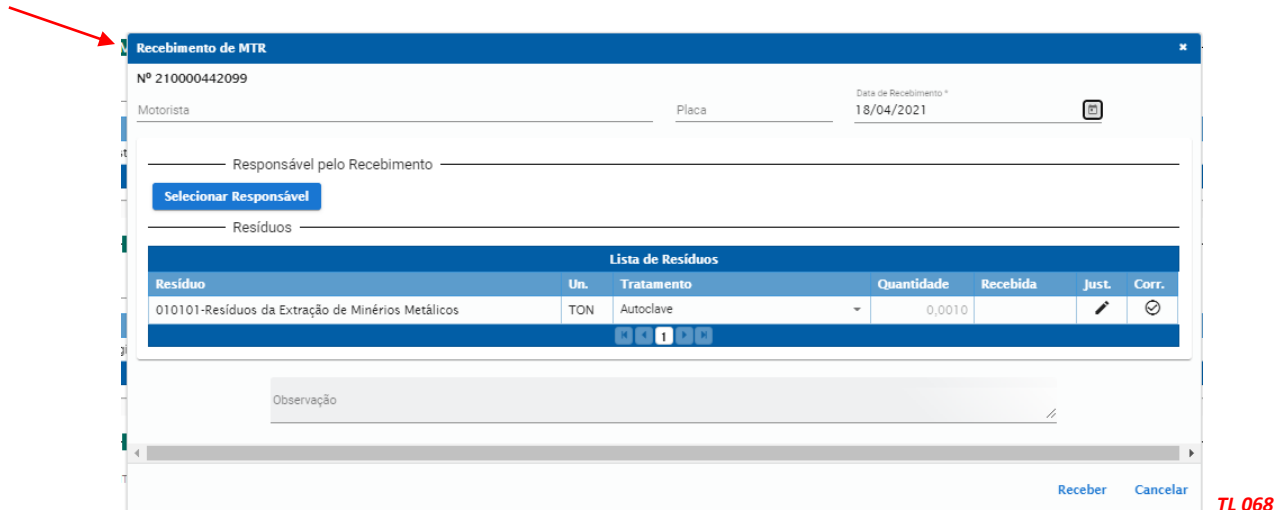 Recebimento de MTR
Nº 210000442099
Data de Recebimento *
Motorista Placa 18/04/2021
Responsável pelo Recebimento
Selecionar Responsável
Resíduos
Lista de Resíduos
Resíduo Un. Tratamento Quantidade Recebida Just. Corr.
010101-Resíduos da Extração de Minérios Metálicos TON Autoclave 0,0010
1
Observação
Receber Cancelar
TL 068